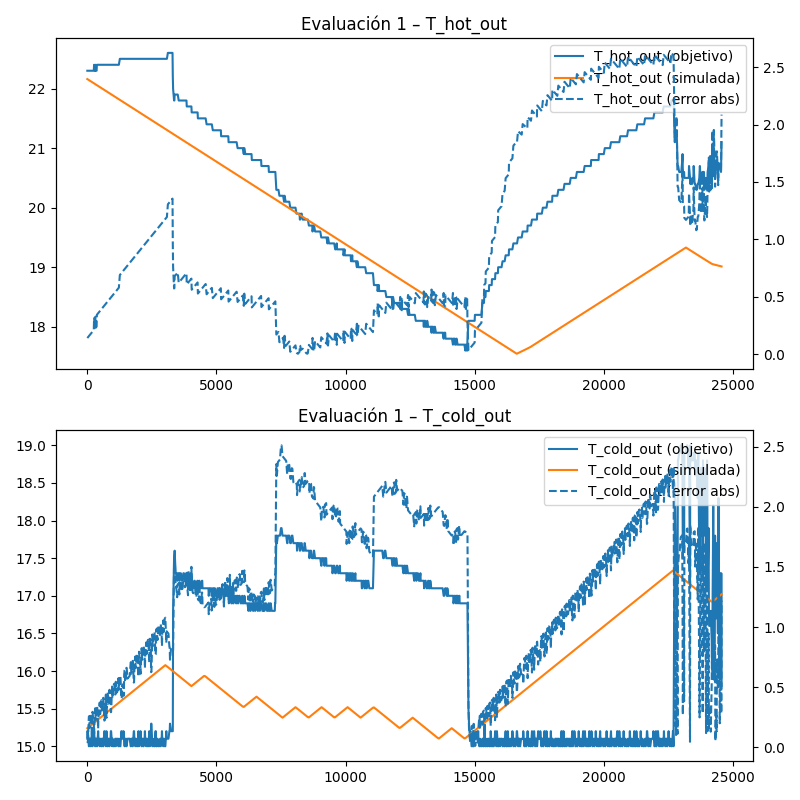 Evaluación 1 – T_hot_out
T_hot_out (objetivo)
T_hot_out (simulada)
T_hot_out (error abs)
22
21
20
19
18
2.5
2.0
1.5
1.0
0.5
0.0
0 5000 10000 15000 20000 25000
Evaluación 1 – T_cold_out
T_cold_out (objetivo)
T_cold_out (simulada)
T_cold_out (error abs)
19.0
18.5
18.0
17.5
17.0
16.5
16.0
15.5
15.0
2.5
2.0
1.5
1.0
0.5
0.0
0 5000 10000 15000 20000 25000